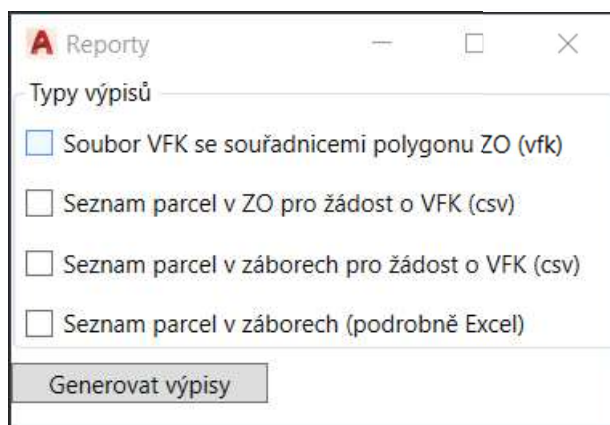 Reporty
Typy výpisů
Soubor VFK se souřadnicemi polygonu ZO (vfk)
Seznam parcel v ZO pro žádost o VFK (csv)
Seznam parcel v záborech pro žádost o VFK (csv)
Seznam parcel v záborech (podrobně Excel)
Generovat výpisy